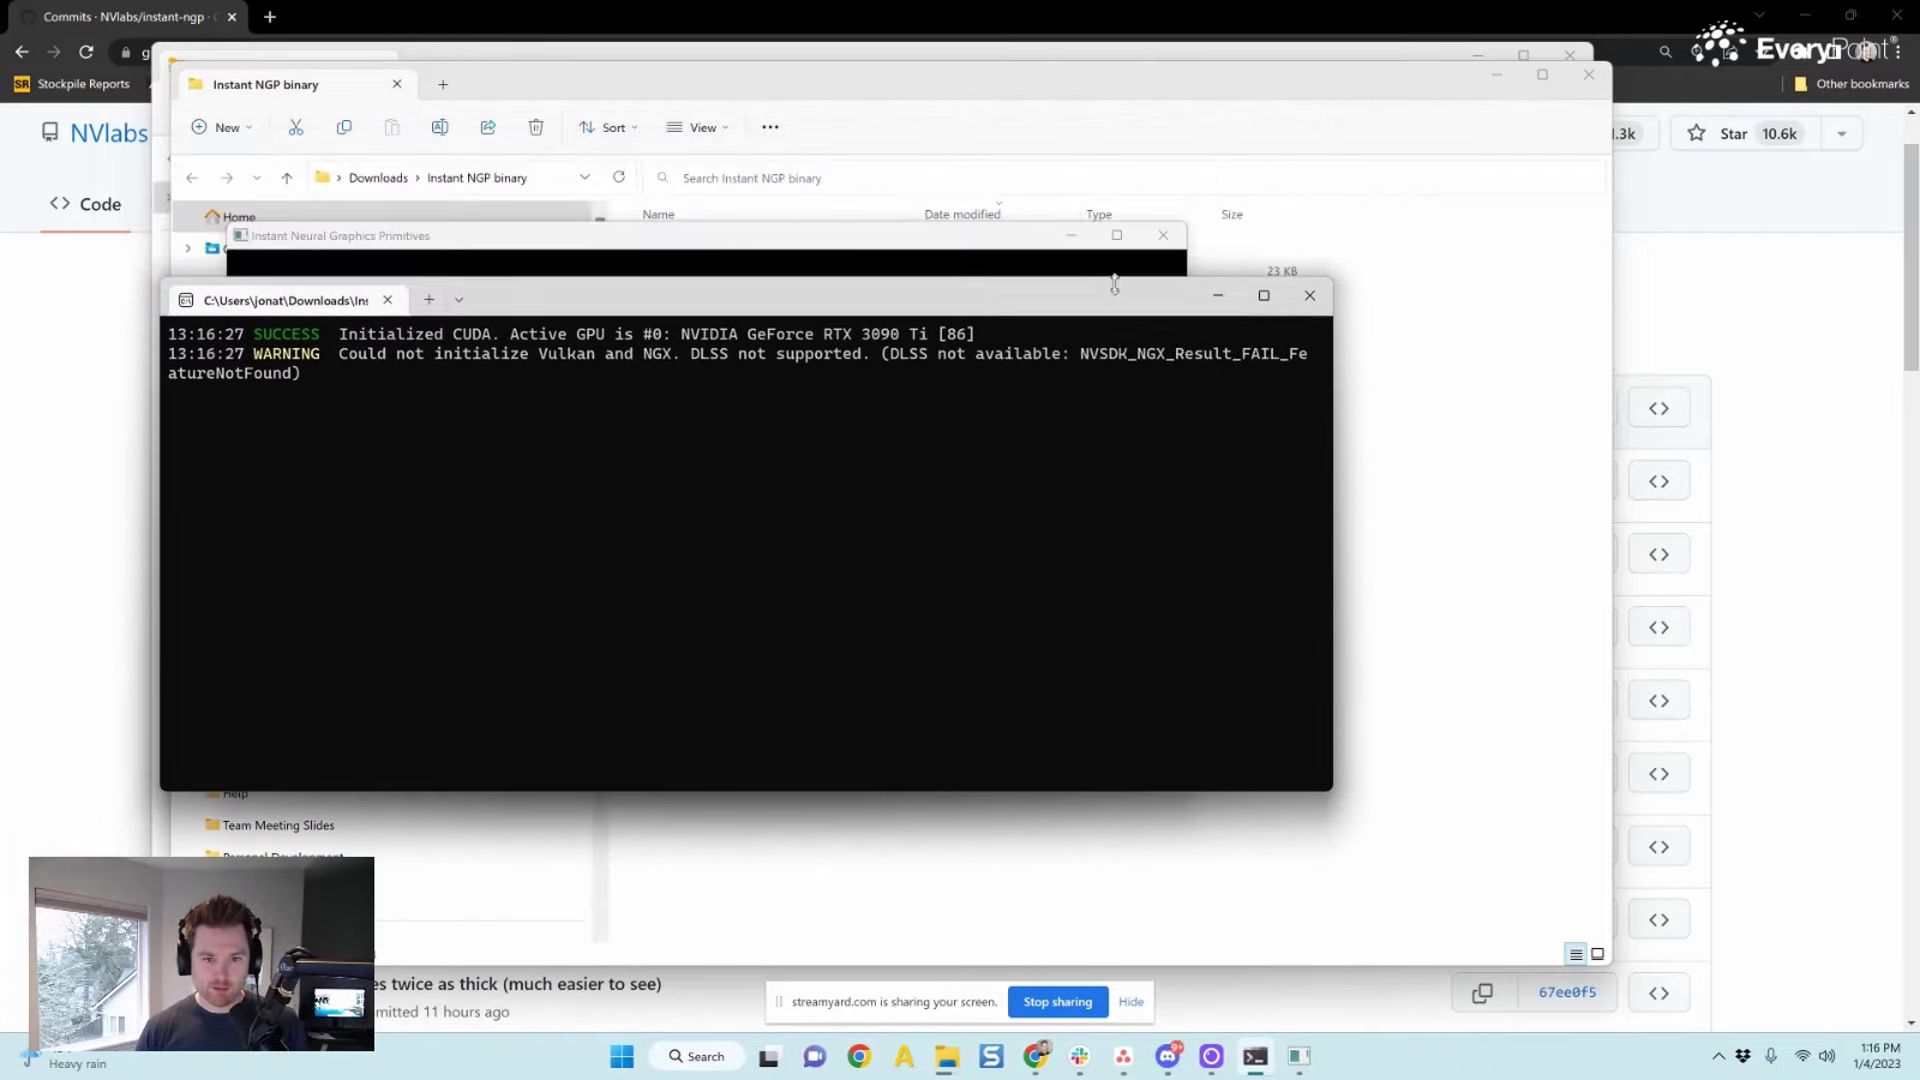 Commits · NVlabs/instant-ngp ·
EveryPoint®
SR Stockpile Reports
Other bookmarks
Instant NGP binary
New
Sort
View
NVlabs
1.3k
Star 10.6k
Downloads > Instant NGP binary
Search Instant NGP binary
<> Code
Home
Name
Date modified
Type
Size
Instant Neural Graphics Primitives
23 KB
C:\Users\jonat\Downloads\Ins
13:16:27 SUCCESS Initialized CUDA. Active GPU is #0: NVIDIA GeForce RTX 3090 Ti [86]
13:16:27 WARNING Could not initialize Vulkan and NGX. DLSS not supported. (DLSS not available: NVSDK_NGX_Result_FAIL_Fe
atureNotFound)
Help
Team Meeting Slides
Personal Development
es twice as thick (much easier to see)
mitted 11 hours ago
67ee0f5
streamyard.com is sharing your screen.
Stop sharing
Hide
Heavy rain
Search
9+
1:16 PM
1/4/2023